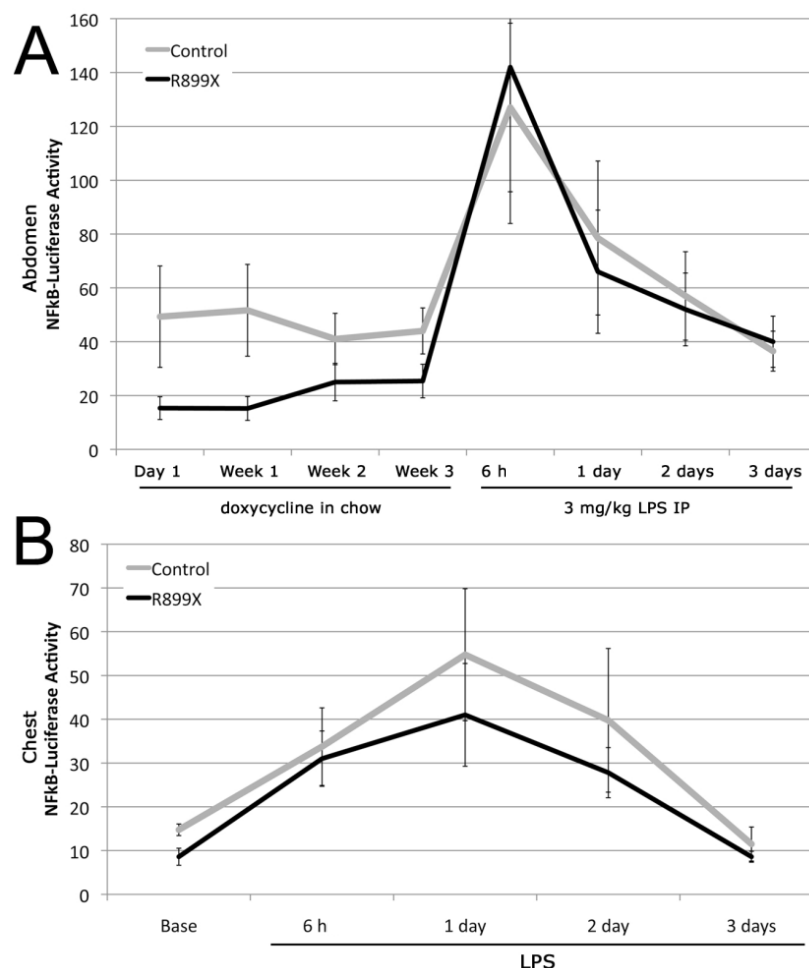 A
Abdomen
NFkB-Luciferase Activity
160
140
120
100
80
60
40
20
0
Control
R899X
Day 1 Week 1 Week 2 Week 3 6 h 1 day 2 days 3 days
doxycycline in chow 3 mg/kg LPS IP
B
Chest
NFkB-Luciferase Activity
80
70
60
50
40
30
20
10
0
Control
R899X
Base 6 h 1 day 2 day 3 days
LPS